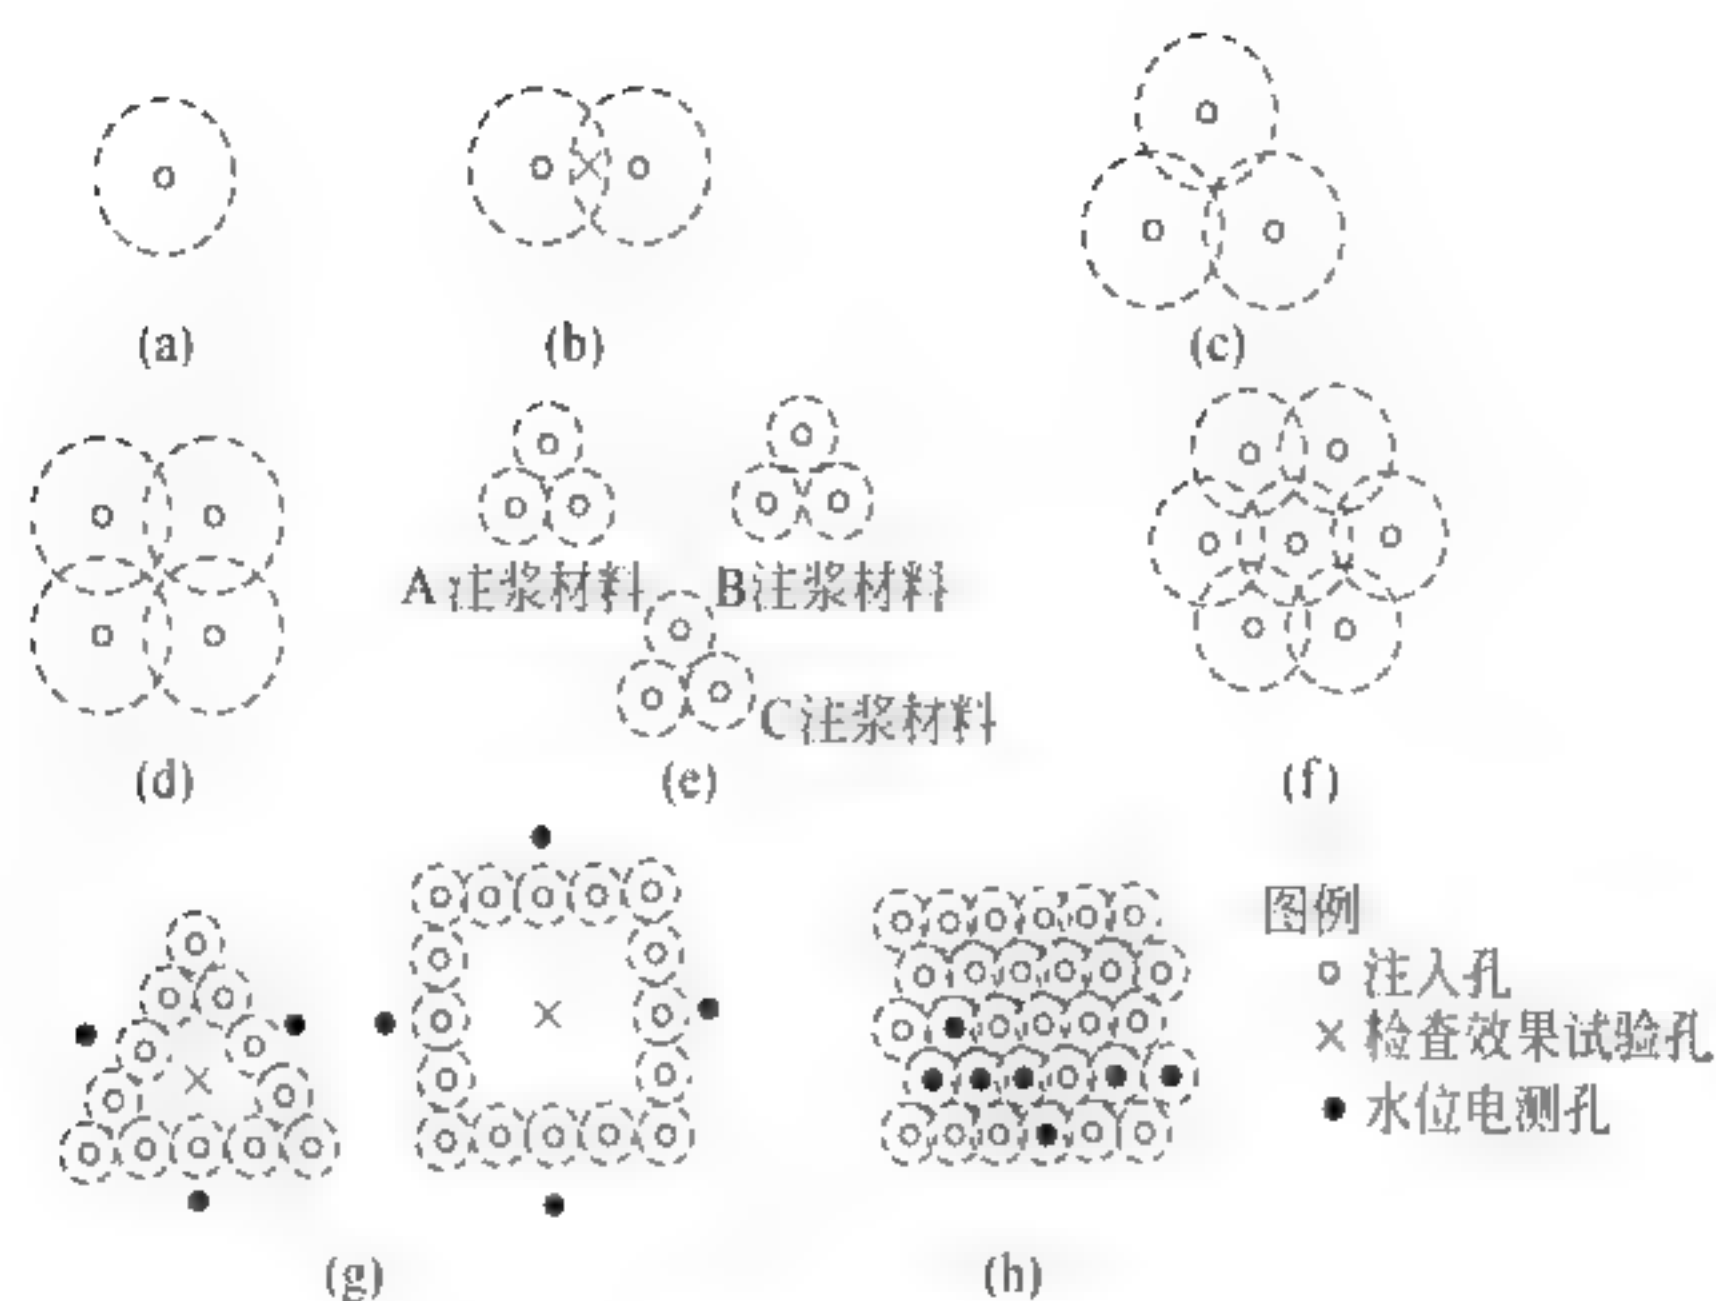 (a)
(b)
(c)
A注浆材料
B注浆材料
C注浆材料
(d)
(e)
(f)
图例
注入孔
检查效果试验孔
水位电测孔
(g)
(h)